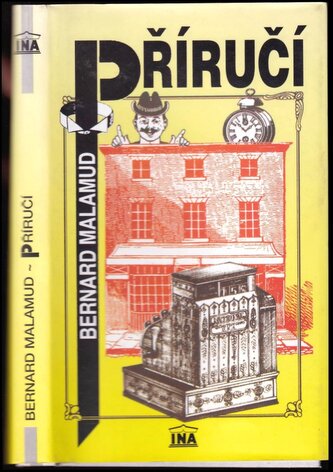 INA
BERNARD MALAMUD ~ PŘÍRUČÍ
PŘÍRUČÍ
BERNARD MALAMUD
INA